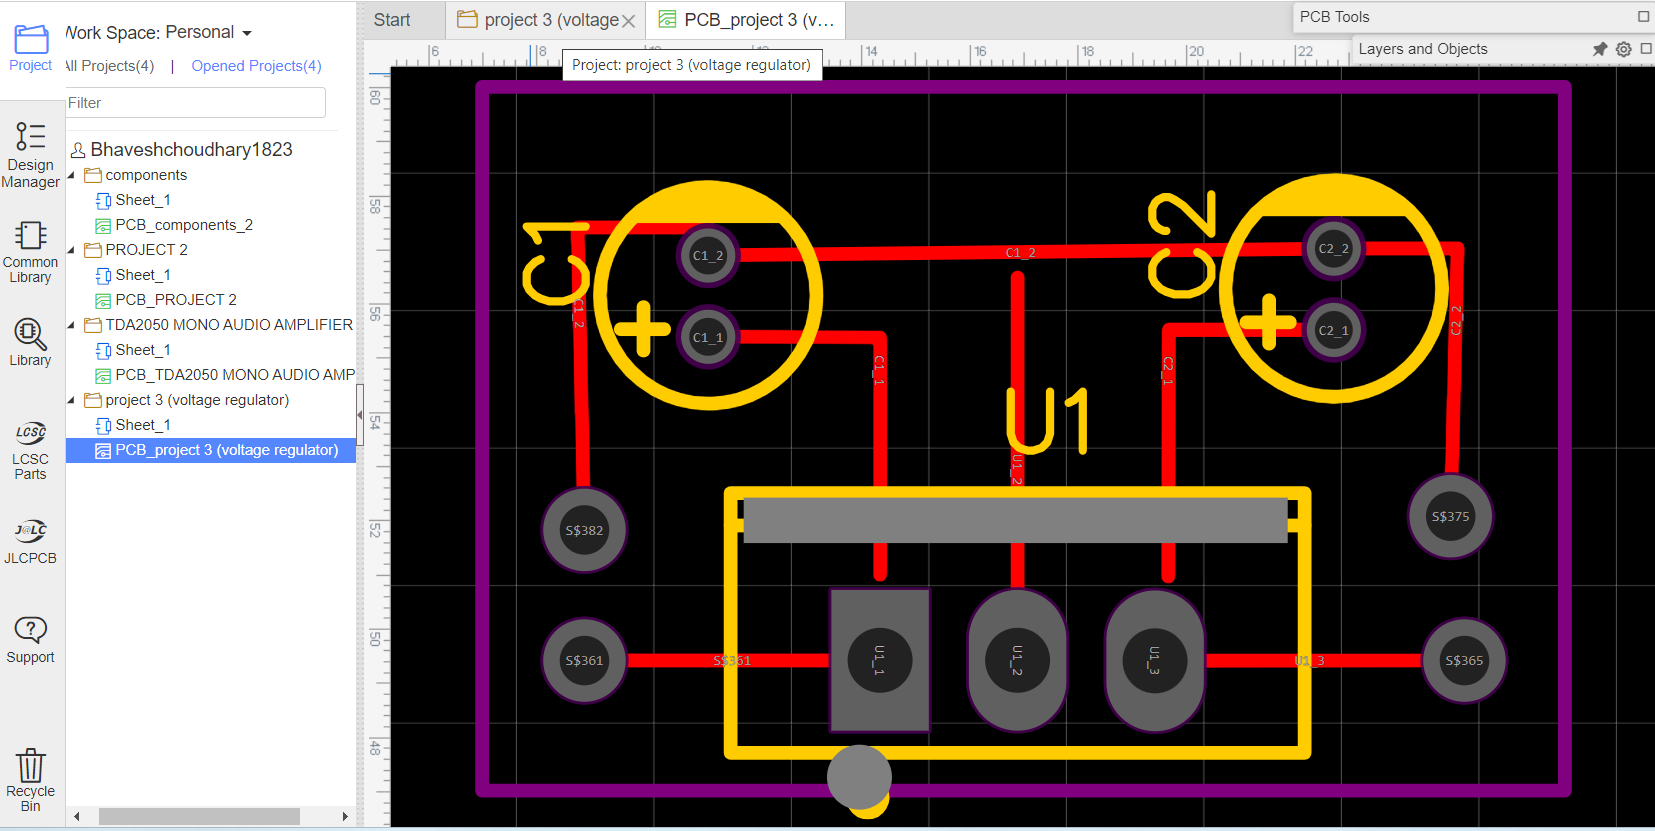 Project
Work Space: Personal
All Projects(4) | Opened Projects(4)
Filter
Bhaveshchoudhary1823
components
Sheet_1
PCB_components_2
PROJECT 2
Sheet_1
PCB_PROJECT 2
TDA2050 MONO AUDIO AMPLIFIER
Sheet_1
PCB_TDA2050 MONO AUDIO AMP
project 3 (voltage regulator)
Sheet_1
PCB_project 3 (voltage regulator)
Design
Manager
Common
Library
Library
LCSC
LCSC
Parts
J@LC
JLCPCB
Support
Recycle
Bin
Start
project 3 (voltage
PCB_project 3 (v...
PCB Tools
Layers and Objects
Project: project 3 (voltage regulator)
6 8 10 12 14 16 18 20 22
60
58
56
54
52
50
48
C1
C2
U1
C1_2
C1_2
C2_2
C1_2
C2_2
C1_1
C2_1
C1_1
C2_1
U1_2
S$382
S$375
S$361
S$361
U1_1
U1_2
U1_3
U1_3
S$365